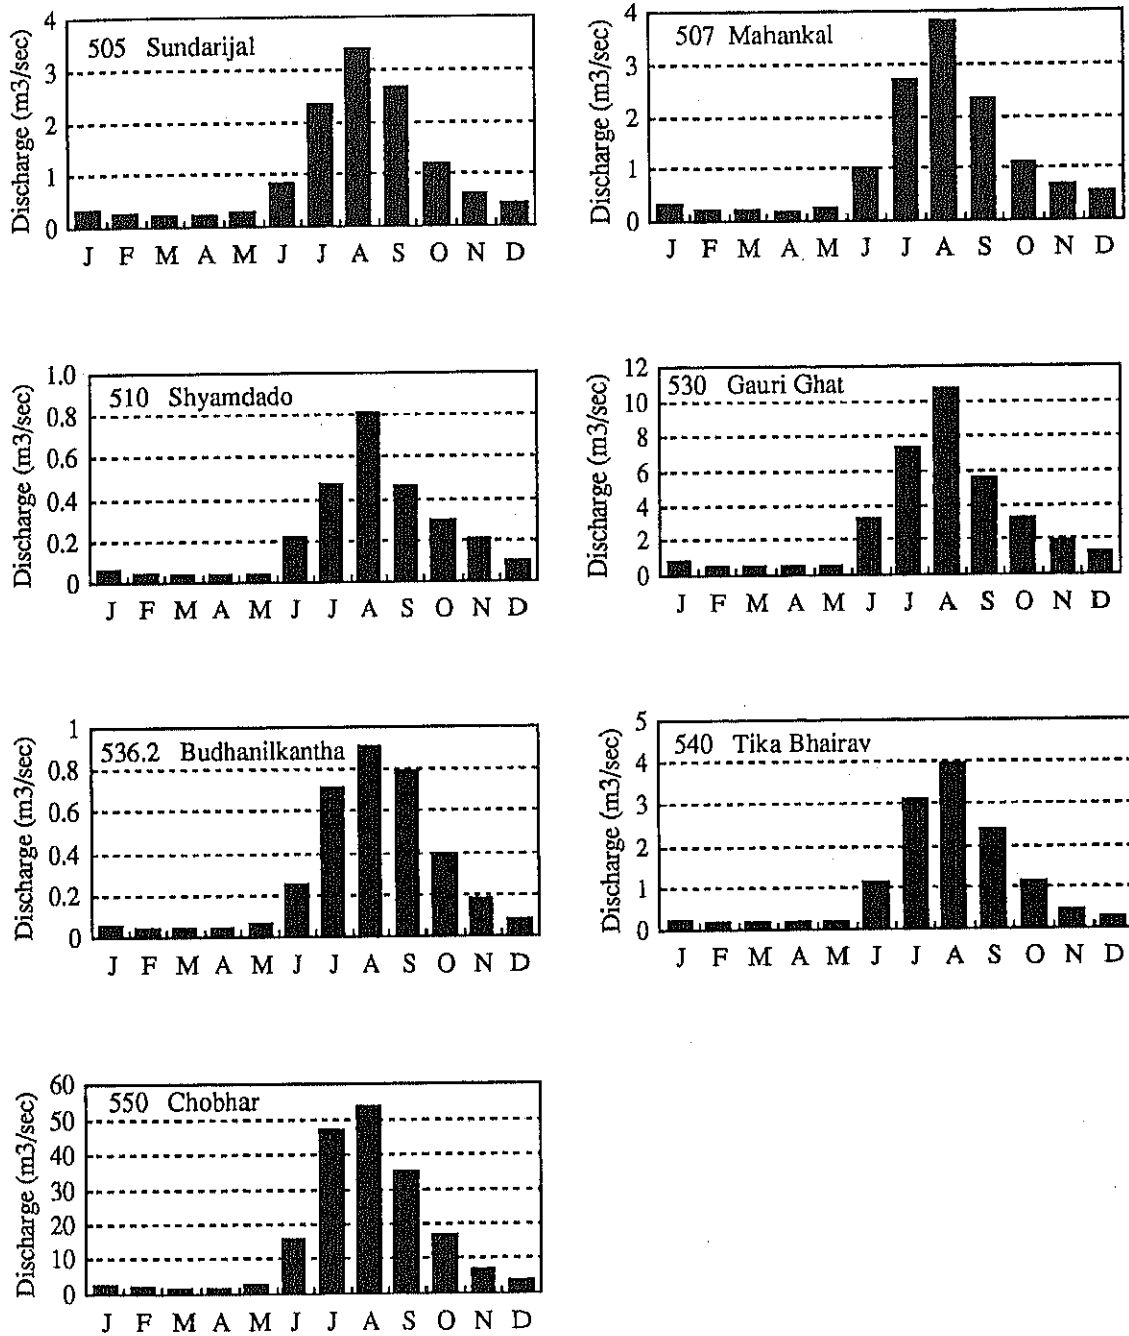 505 Sundarijal
Discharge (m3/sec)
4
3
2
1
0
J F M A M J J A S O N D
507 Mahankal
Discharge (m3/sec)
4
3
2
1
0
J F M A M J J A S O N D
510 Shyamdado
Discharge (m3/sec)
1.0
0.8
0.6
0.4
0.2
0
J F M A M J J A S O N D
530 Gauri Ghat
Discharge (m3/sec)
12
10
8
6
4
2
0
J F M A M J J A S O N D
536.2 Budhanilkantha
Discharge (m3/sec)
1
0.8
0.6
0.4
0.2
0
J F M A M J J A S O N D
540 Tika Bhairav
Discharge (m3/sec)
5
4
3
2
1
0
J F M A M J J A S O N D
550 Chobhar
Discharge (m3/sec)
60
50
40
30
20
10
0
J F M A M J J A S O N D